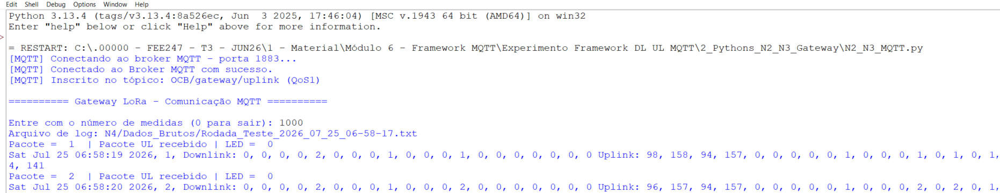 Edit Shell Debug Options Window Help
Python 3.13.4 (tags/v3.13.4:8a526ec, Jun  3 2025, 17:46:04) [MSC v.1943 64 bit (AMD64)] on win32
Enter "help" below or click "Help" above for more information.
>
= RESTART: C:\.00000 - FEE247 - T3 - JUN26\1 - Material\Módulo 6 - Framework MQTT\Experimento Framework DL UL MQTT\2_Pythons_N2_N3_Gateway\N2_N3_MQTT.py
[MQTT] Conectando ao broker MQTT - porta 1883...
[MQTT] Conectado ao Broker MQTT com sucesso.
[MQTT] Inscrito no tópico: OCB/gateway/uplink (QoS1)
========== Gateway LoRa - Comunicação MQTT ==========
Entre com o número de medidas (0 para sair): 1000
Arquivo de log: N4/Dados_Brutos/Rodada_Teste_2026_07_25_06-58-17.txt
Pacote =  1  | Pacote UL recebido | LED =  0
Sat Jul 25 06:58:19 2026, 1, Downlink: 0, 0, 0, 0, 2, 0, 0, 0, 1, 0, 0, 0, 1, 0, 0, 0, 0, 0, 0, 0 Uplink: 98, 158, 94, 157, 0, 0, 0, 0, 0, 1, 0, 0, 0, 1, 0, 1, 0, 1,
4, 141
Pacote =  2  | Pacote UL recebido | LED =  0
Sat Jul 25 06:58:20 2026, 2, Downlink: 0, 0, 0, 0, 2, 0, 0, 0, 1, 0, 0, 0, 2, 0, 0, 0, 0, 0, 0, 0 Uplink: 96, 157, 94, 157, 0, 0, 0, 0, 0, 1, 0, 0, 0, 2, 0, 2, 0, 1,